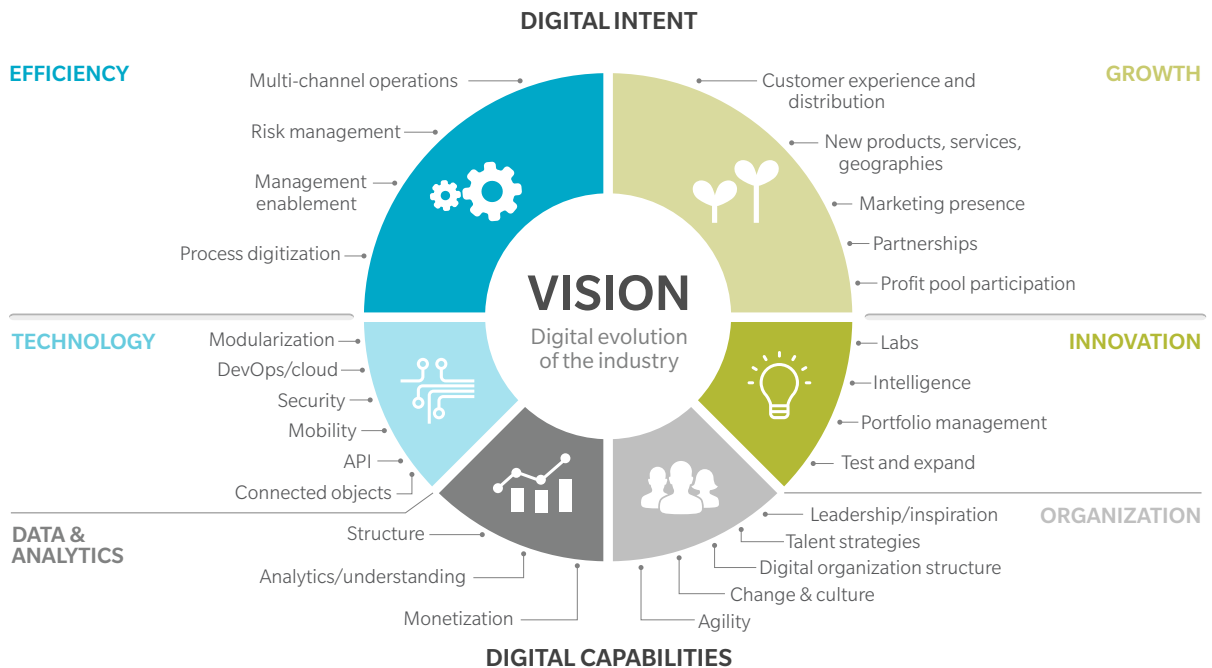 DIGITAL INTENT
EFFICIENCY
Multi-channel operations
Risk management
Management
enablement
Process digitization
GROWTH
Customer experience and
distribution
New products, services,
geographies
Marketing presence
Partnerships
Profit pool participation
VISION
Digital evolution
of the industry
TECHNOLOGY
Modularization
DevOps/cloud
Security
Mobility
API
Connected objects
INNOVATION
Labs
Intelligence
Portfolio management
Test and expand
DATA &
ANALYTICS
Structure
Analytics/understanding
Monetization
ORGANIZATION
Leadership/inspiration
Talent strategies
Digital organization structure
Change & culture
Agility
DIGITAL CAPABILITIES